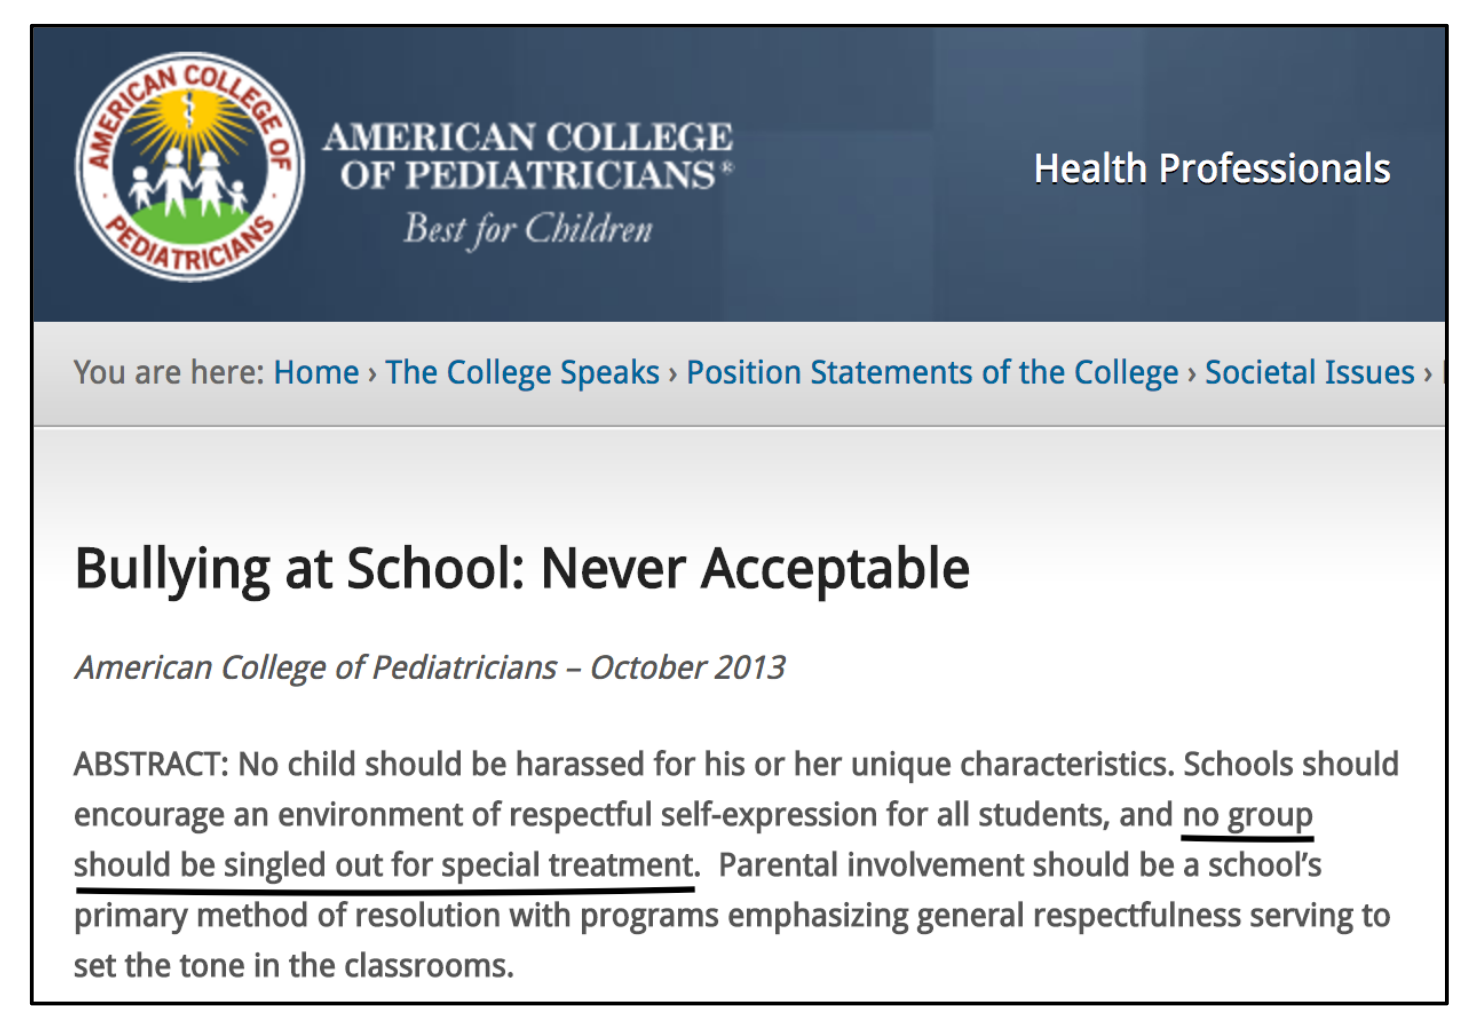 AMERICAN COLLEGE OF
PEDIATRICIANS
AMERICAN COLLEGE
OF PEDIATRICIANS®
Best for Children
Health Professionals
You are here: Home › The College Speaks › Position Statements of the College › Societal Issues ›
Bullying at School: Never Acceptable
American College of Pediatricians – October 2013
ABSTRACT: No child should be harassed for his or her unique characteristics. Schools should
encourage an environment of respectful self-expression for all students, and no group
should be singled out for special treatment.  Parental involvement should be a school’s
primary method of resolution with programs emphasizing general respectfulness serving to
set the tone in the classrooms.